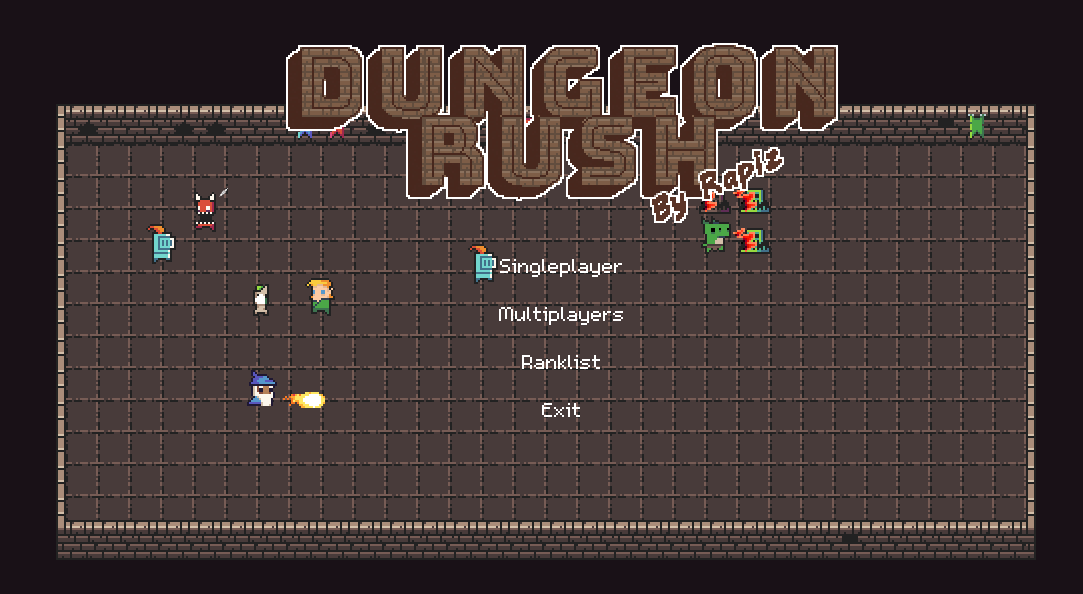 DUNGEON
RUSH
By Rapiz
Singleplayer
Multiplayers
Ranklist
Exit